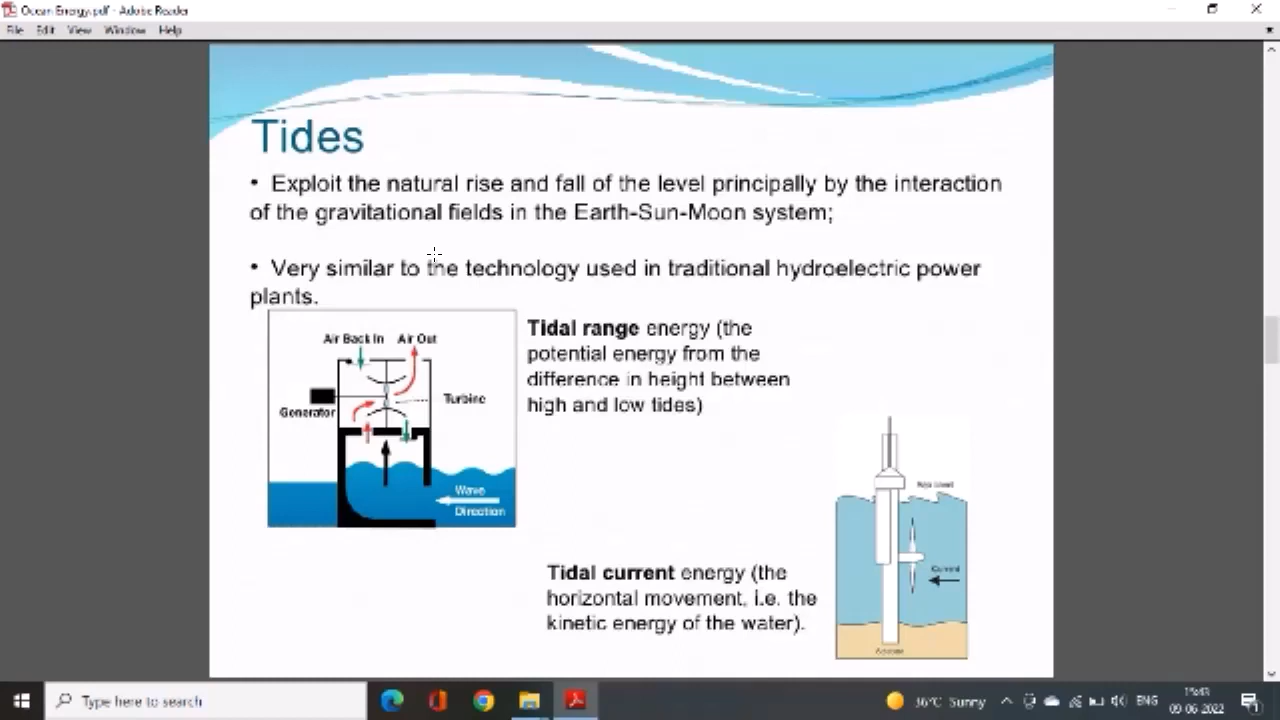 Ocean Energy.pdf - Adobe Reader
File Edit View Window Help
Tides
• Exploit the natural rise and fall of the level principally by the interaction
of the gravitational fields in the Earth-Sun-Moon system;
• Very similar to the technology used in traditional hydroelectric power
plants.
Air Back In Air Out
Generator
Turbine
Wave
Direction
Tidal range energy (the
potential energy from the
difference in height between
high and low tides)
Current
Tidal current energy (the
horizontal movement, i.e. the
kinetic energy of the water).
Type here to search
36°C Sunny
ENG
09-06-2022